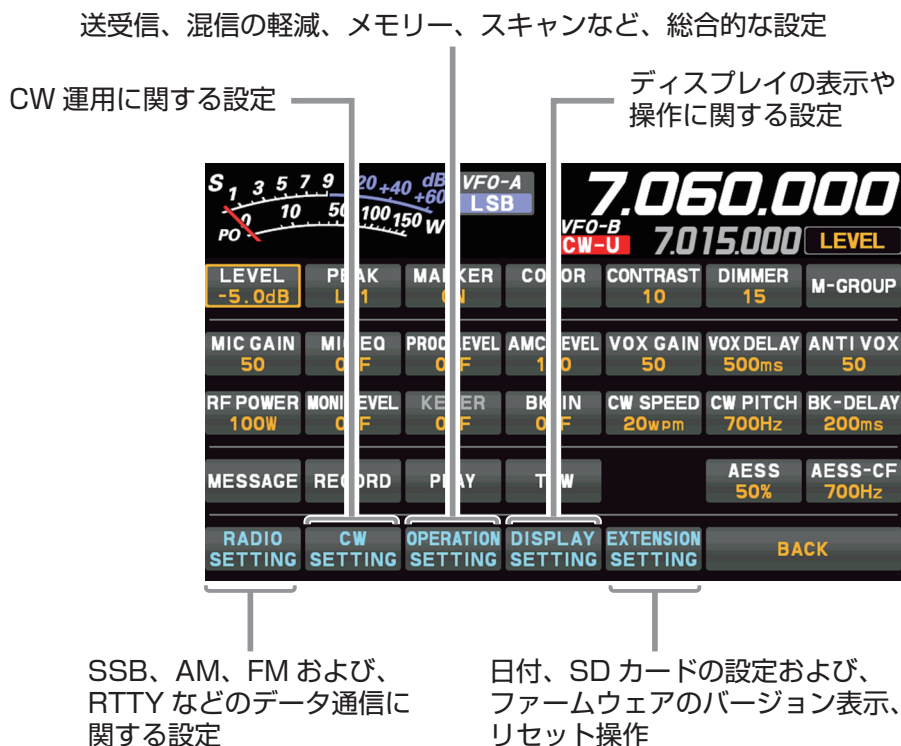 送受信、混信の軽減、メモリー、スキャンなど、総合的な設定
CW 運用に関する設定
ディスプレイの表示や
操作に関する設定
S 1 3 5 7 9 20 +40 dB +60
PO 0 10 50 100 150 W
VFO-A
LSB
7.060.000
VFO-B
CW-U
7.015.000
LEVEL
LEVEL
-5.0dB
CONTRAST
10
DIMMER
15
M-GROUP
MIC GAIN
50
VOX GAIN
50
VOX DELAY
500ms
ANTI VOX
50
RF POWER
100W
CW SPEED
20wpm
CW PITCH
700Hz
BK-DELAY
200ms
MESSAGE
AESS
50%
AESS-CF
700Hz
RADIO
SETTING
CW
SETTING
OPERATION
SETTING
DISPLAY
SETTING
EXTENSION
SETTING
BACK
SSB、AM、FM および、
RTTY などのデータ通信に
関する設定
日付、SD カードの設定および、
ファームウェアのバージョン表示、
リセット操作